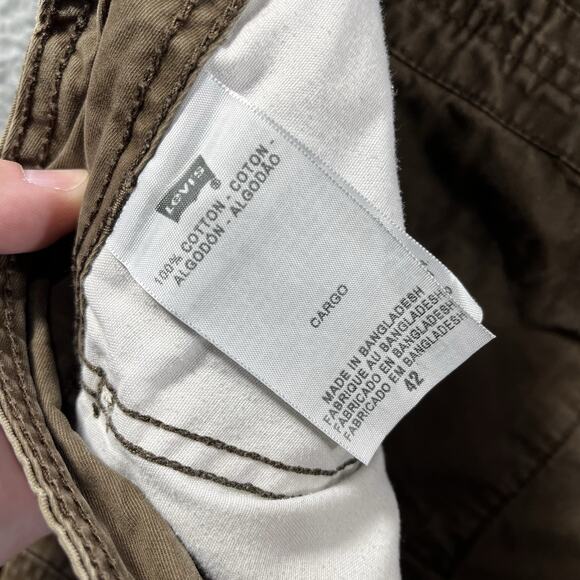 LEVI'S®
100% COTTON - COTON -
ALGODÓN - ALGODÃO
CARGO
MADE IN BANGLADESH
FABRIQUE AU BANGLADESH
FABRICADO EN BANGLADESH
FABRICADO EM BANGLADESH
42